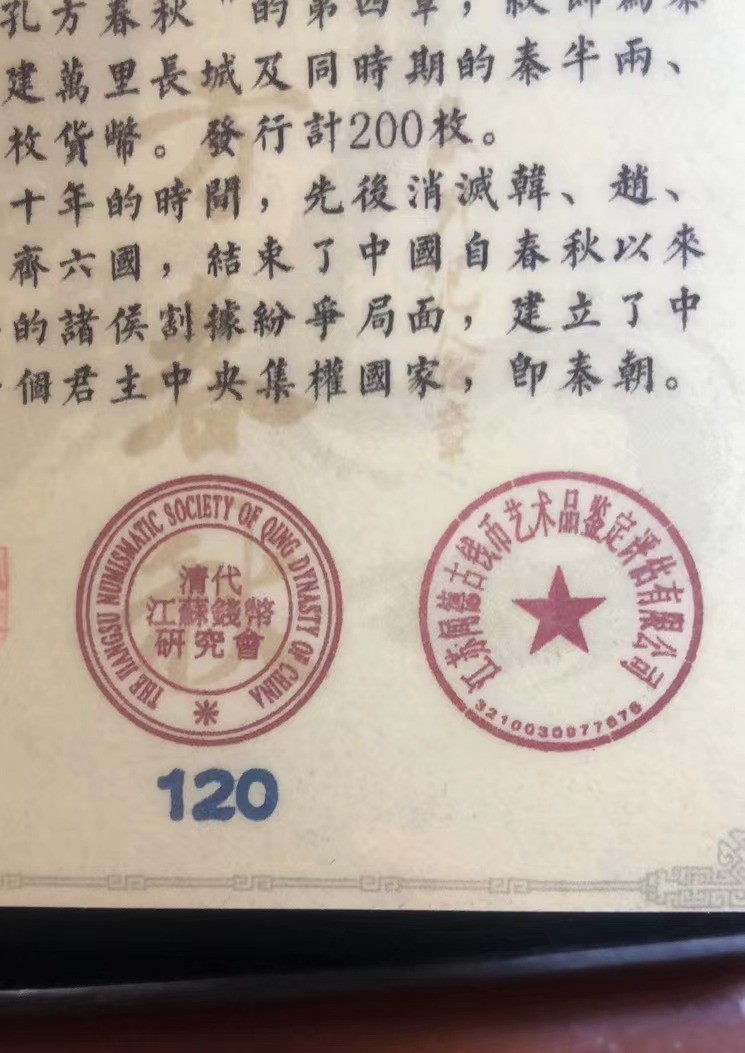 孔方春秋"的第四章，
建萬里長城及同時期的秦半兩、
枚貨幣。發行計200枚。
十年的時間，先後消滅韓、趙、
齊六國，結束了中國自春秋以來
的諸侯割據紛爭局面，建立了中
個君主中央集權國家，即秦朝。
THE JIANGSU NUMISMATIC SOCIETY OF QING DYNASTY OF CHINA
清代
江蘇錢幣
研究會
江苏同德古钱币艺术品鉴定评估有限公司
3210030977676
120